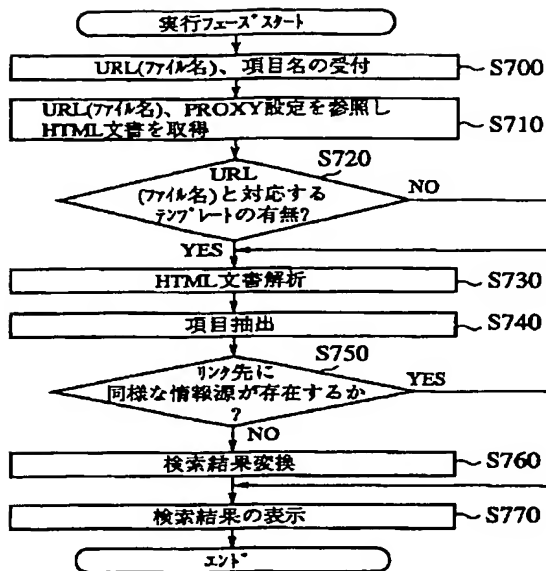 実行フェーズスタート
URL(ファイル名)、項目名の受付
S700
URL(ファイル名)、PROXY設定を参照し
HTML文書を取得
S710
S720
URL
(ファイル名)と対応する
テンプレートの有無?
NO
YES
HTML文書解析
S730
項目抽出
S740
S750
リンク先に
同様な情報源が存在するか
?
YES
NO
検索結果変換
S760
検索結果の表示
S770
エンド